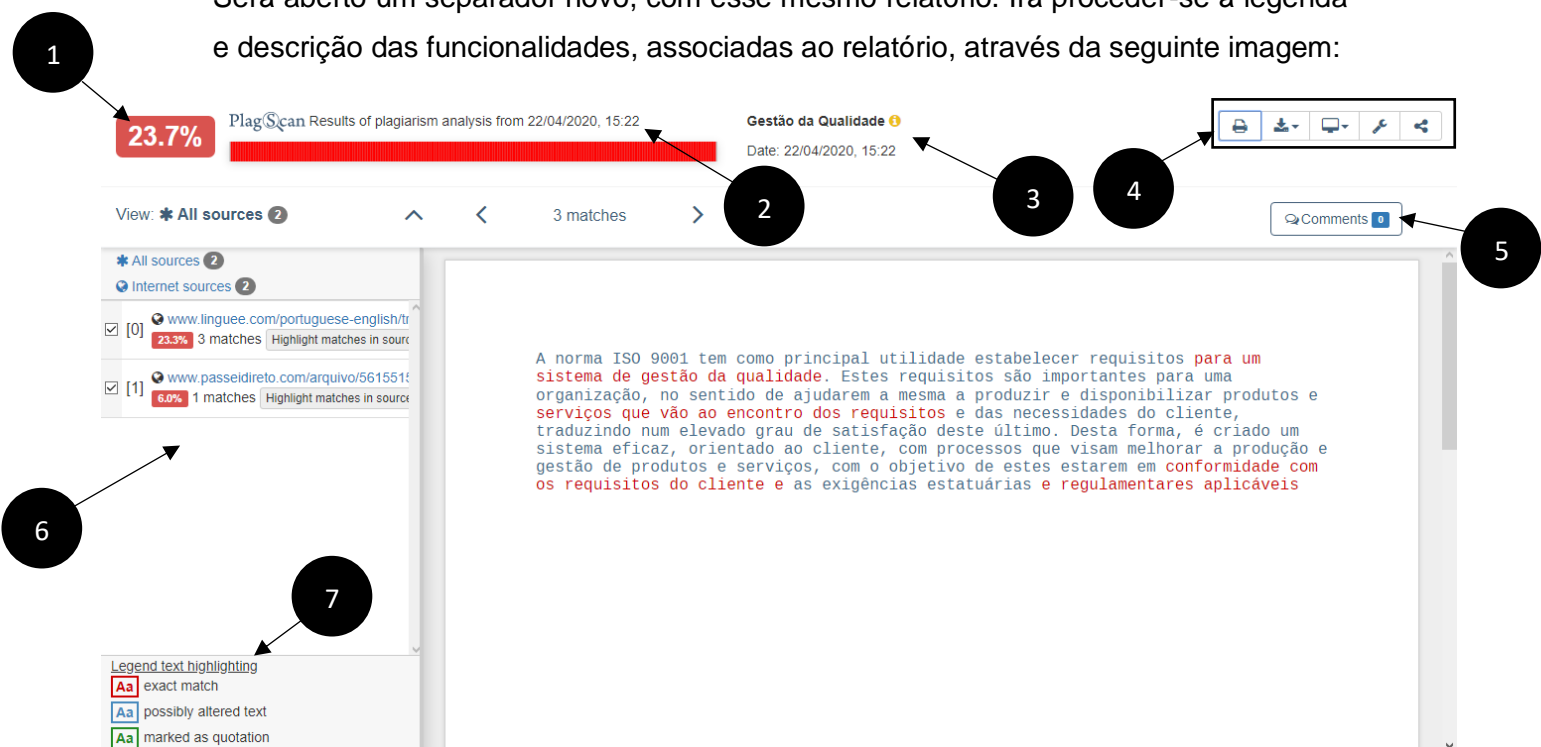 Será aberto um separador novo, com esse mesmo relatório. Irá proceder-se à legenda
e descrição das funcionalidades, associadas ao relatório, através da seguinte imagem:
1
23.7%
PlagScan Results of plagiarism analysis from 22/04/2020, 15:22
Gestão da Qualidade
Date: 22/04/2020, 15:22
2
3
4
View: ✱ All sources 2
3 matches
Comments 0
5
✱ All sources 2
Internet sources 2
[0] www.linguee.com/portuguese-english/tr
23.3% 3 matches Highlight matches in sourc
[1] www.passeidireto.com/arquivo/5615515
6.0% 1 matches Highlight matches in source
A norma ISO 9001 tem como principal utilidade estabelecer requisitos para um
sistema de gestão da qualidade. Estes requisitos são importantes para uma
organização, no sentido de ajudarem a mesma a produzir e disponibilizar produtos e
serviços que vão ao encontro dos requisitos e das necessidades do cliente,
traduzindo num elevado grau de satisfação deste último. Desta forma, é criado um
sistema eficaz, orientado ao cliente, com processos que visam melhorar a produção e
gestão de produtos e serviços, com o objetivo de estes estarem em conformidade com
os requisitos do cliente e as exigências estatuárias e regulamentares aplicáveis
6
7
Legend text highlighting
Aa exact match
Aa possibly altered text
Aa marked as quotation